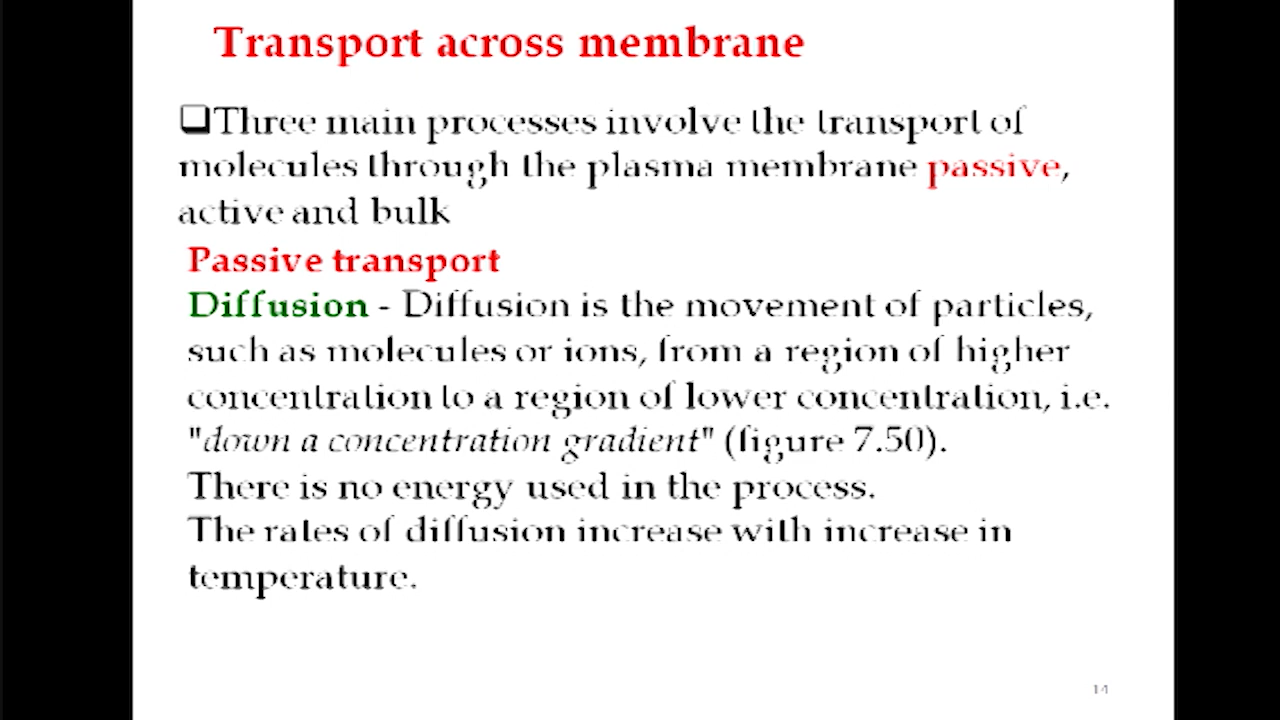 Transport across membrane
❑Three main processes involve the transport of
molecules through the plasma membrane passive,
active and bulk
Passive transport
Diffusion - Diffusion is the movement of particles,
such as molecules or ions, from a region of higher
concentration to a region of lower concentration, i.e.
"down a concentration gradient" (figure 7.50).
There is no energy used in the process.
The rates of diffusion increase with increase in
temperature.
14